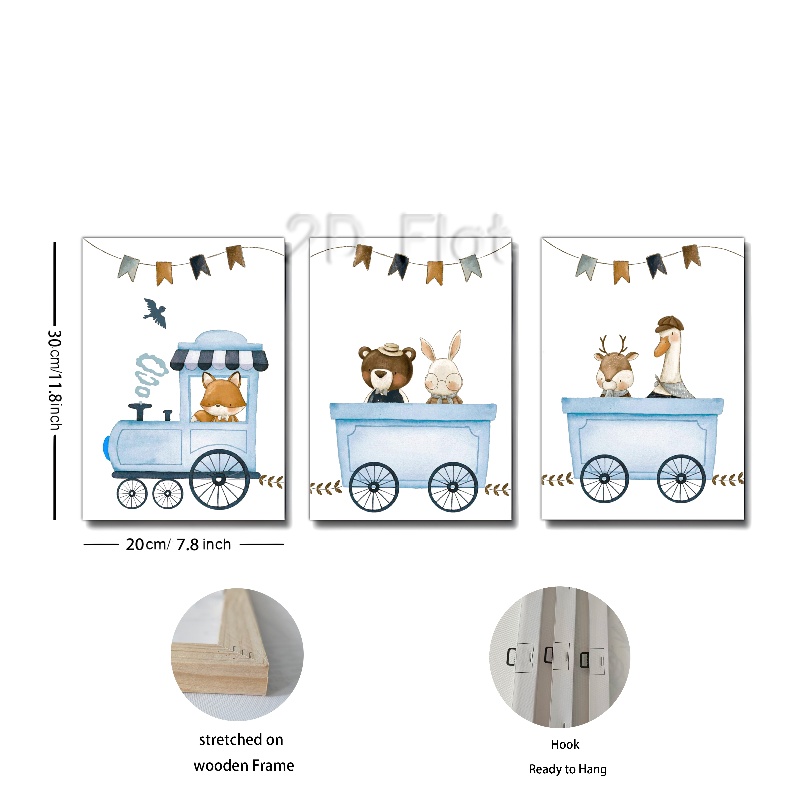 2D Flat
30cm/11.8inch
20cm/ 7.8 inch
stretched on
wooden Frame
Hook
Ready to Hang